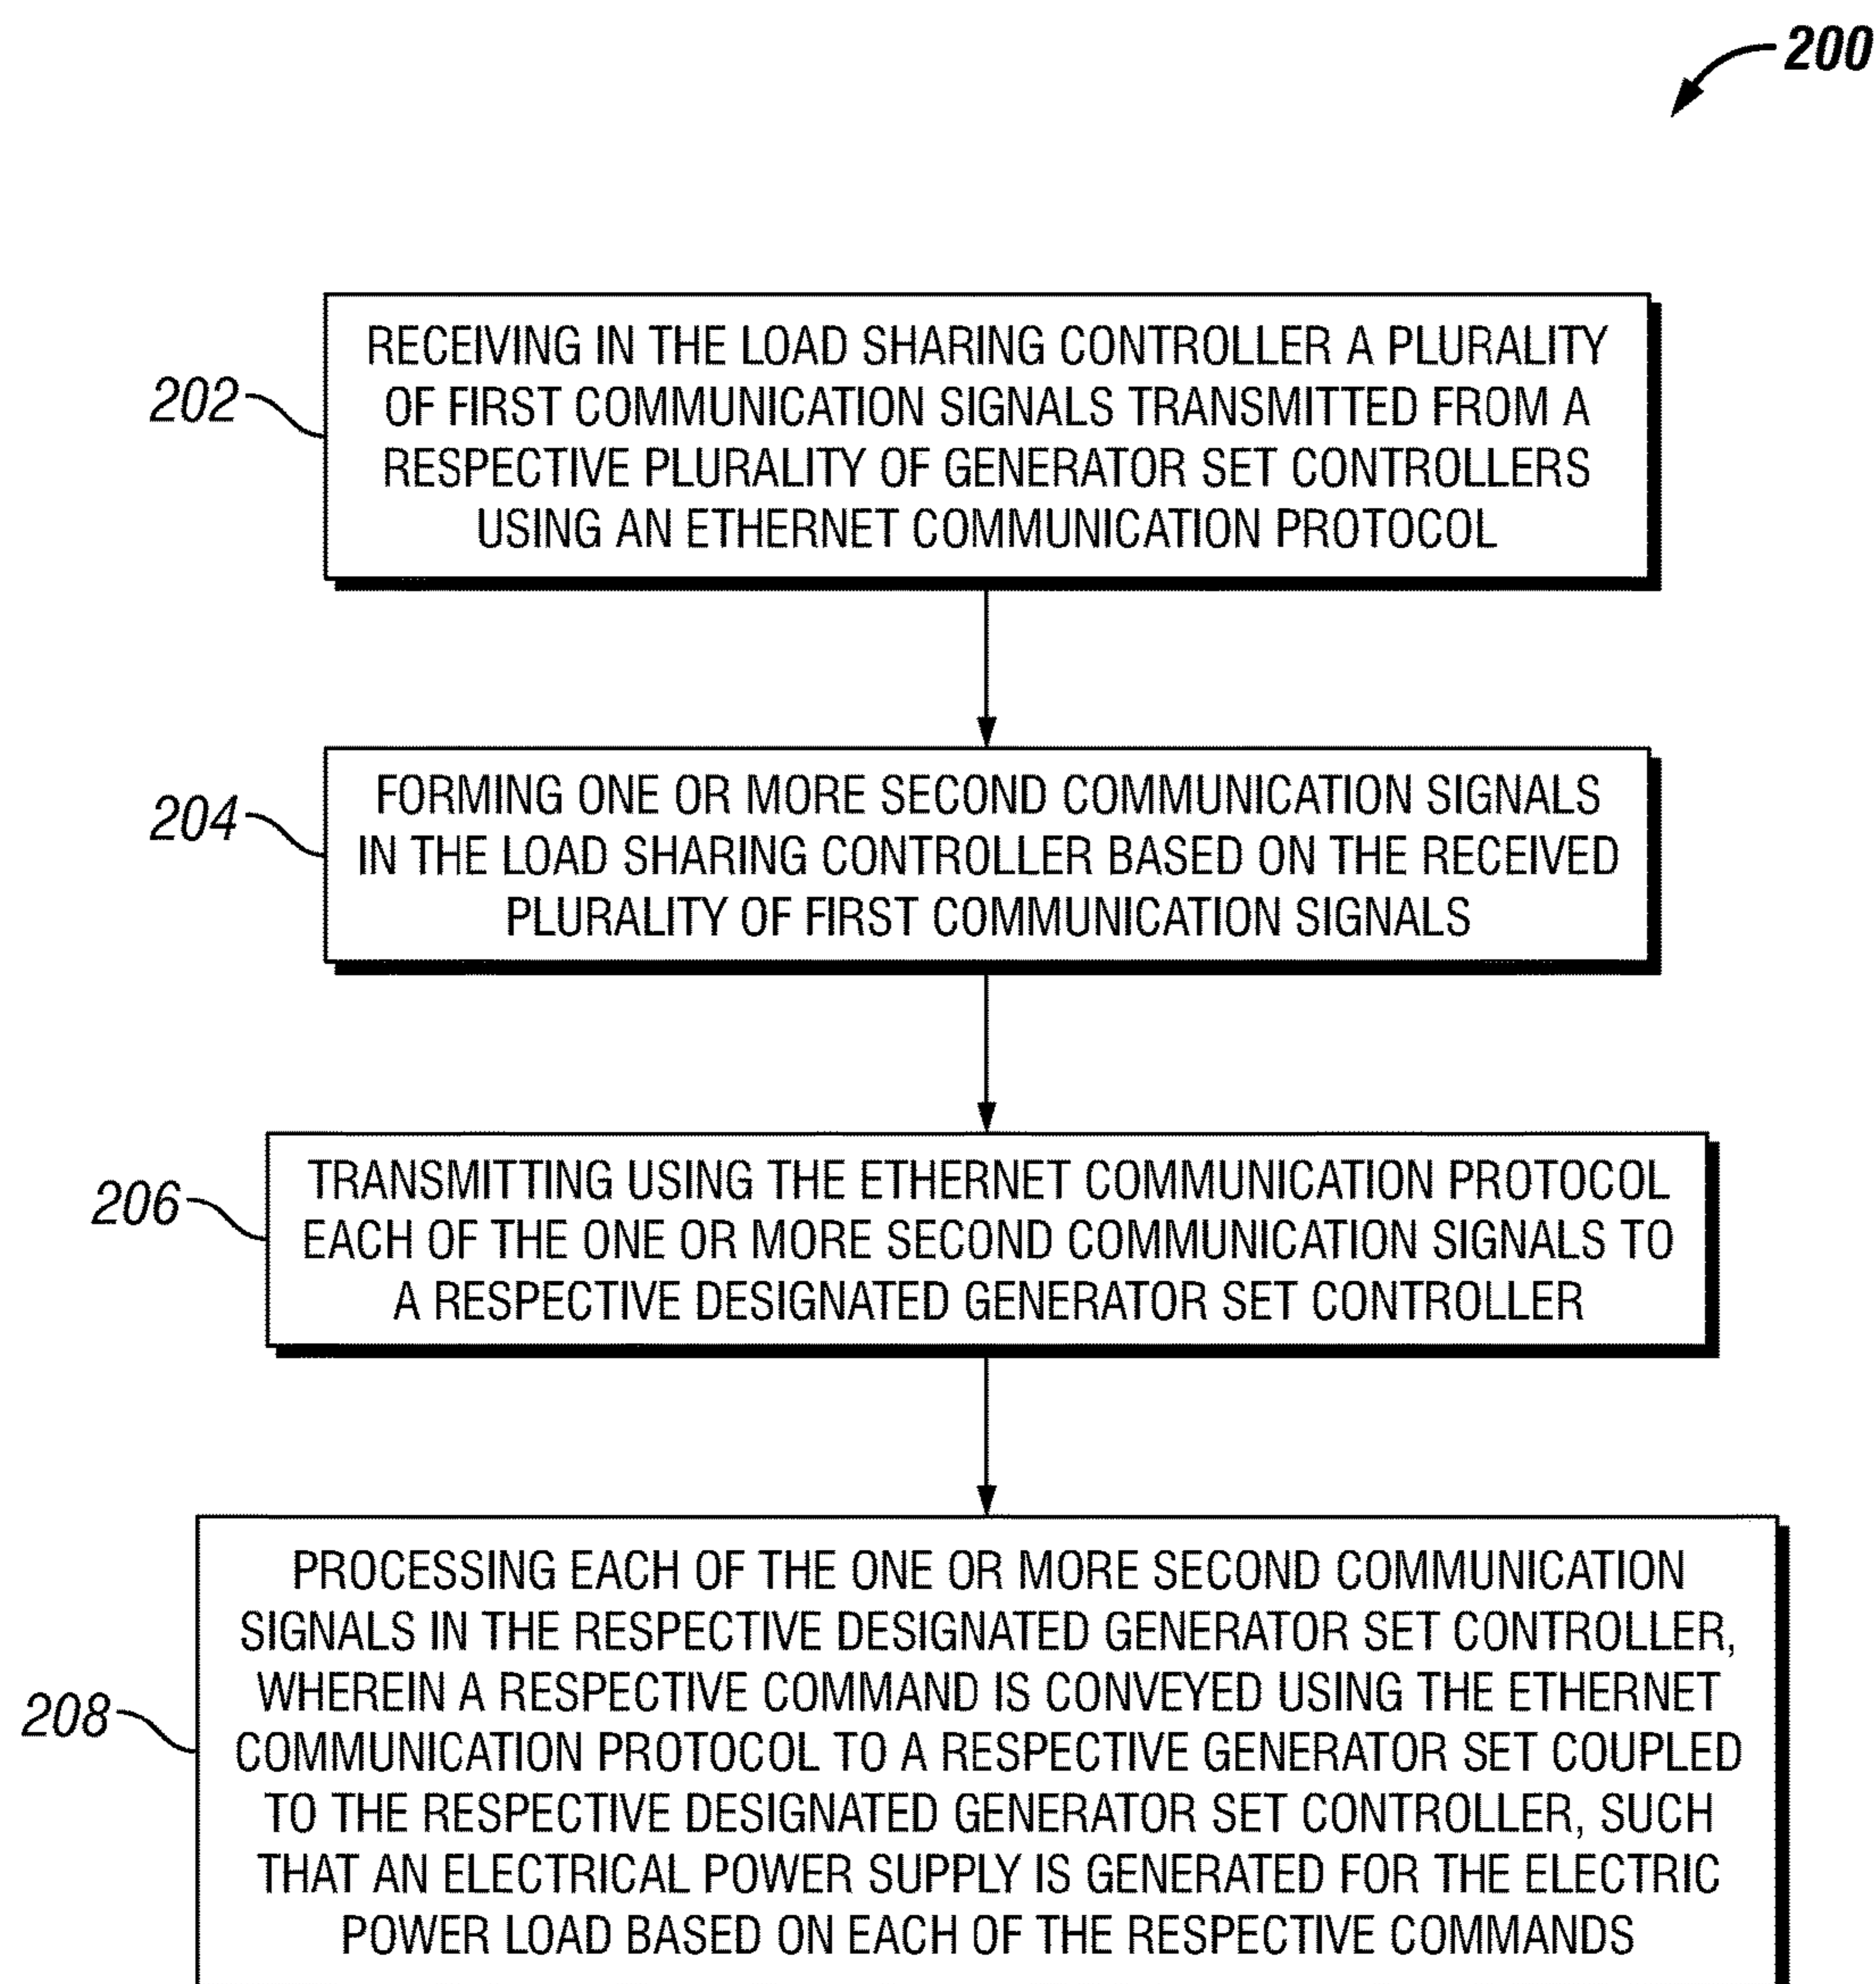 200
202
RECEIVING IN THE LOAD SHARING CONTROLLER A PLURALITY
OF FIRST COMMUNICATION SIGNALS TRANSMITTED FROM A
RESPECTIVE PLURALITY OF GENERATOR SET CONTROLLERS
USING AN ETHERNET COMMUNICATION PROTOCOL
204
FORMING ONE OR MORE SECOND COMMUNICATION SIGNALS
IN THE LOAD SHARING CONTROLLER BASED ON THE RECEIVED
PLURALITY OF FIRST COMMUNICATION SIGNALS
206
TRANSMITTING USING THE ETHERNET COMMUNICATION PROTOCOL
EACH OF THE ONE OR MORE SECOND COMMUNICATION SIGNALS TO
A RESPECTIVE DESIGNATED GENERATOR SET CONTROLLER
208
PROCESSING EACH OF THE ONE OR MORE SECOND COMMUNICATION
SIGNALS IN THE RESPECTIVE DESIGNATED GENERATOR SET CONTROLLER,
WHEREIN A RESPECTIVE COMMAND IS CONVEYED USING THE ETHERNET
COMMUNICATION PROTOCOL TO A RESPECTIVE GENERATOR SET COUPLED
TO THE RESPECTIVE DESIGNATED GENERATOR SET CONTROLLER, SUCH
THAT AN ELECTRICAL POWER SUPPLY IS GENERATED FOR THE ELECTRIC
POWER LOAD BASED ON EACH OF THE RESPECTIVE COMMANDS